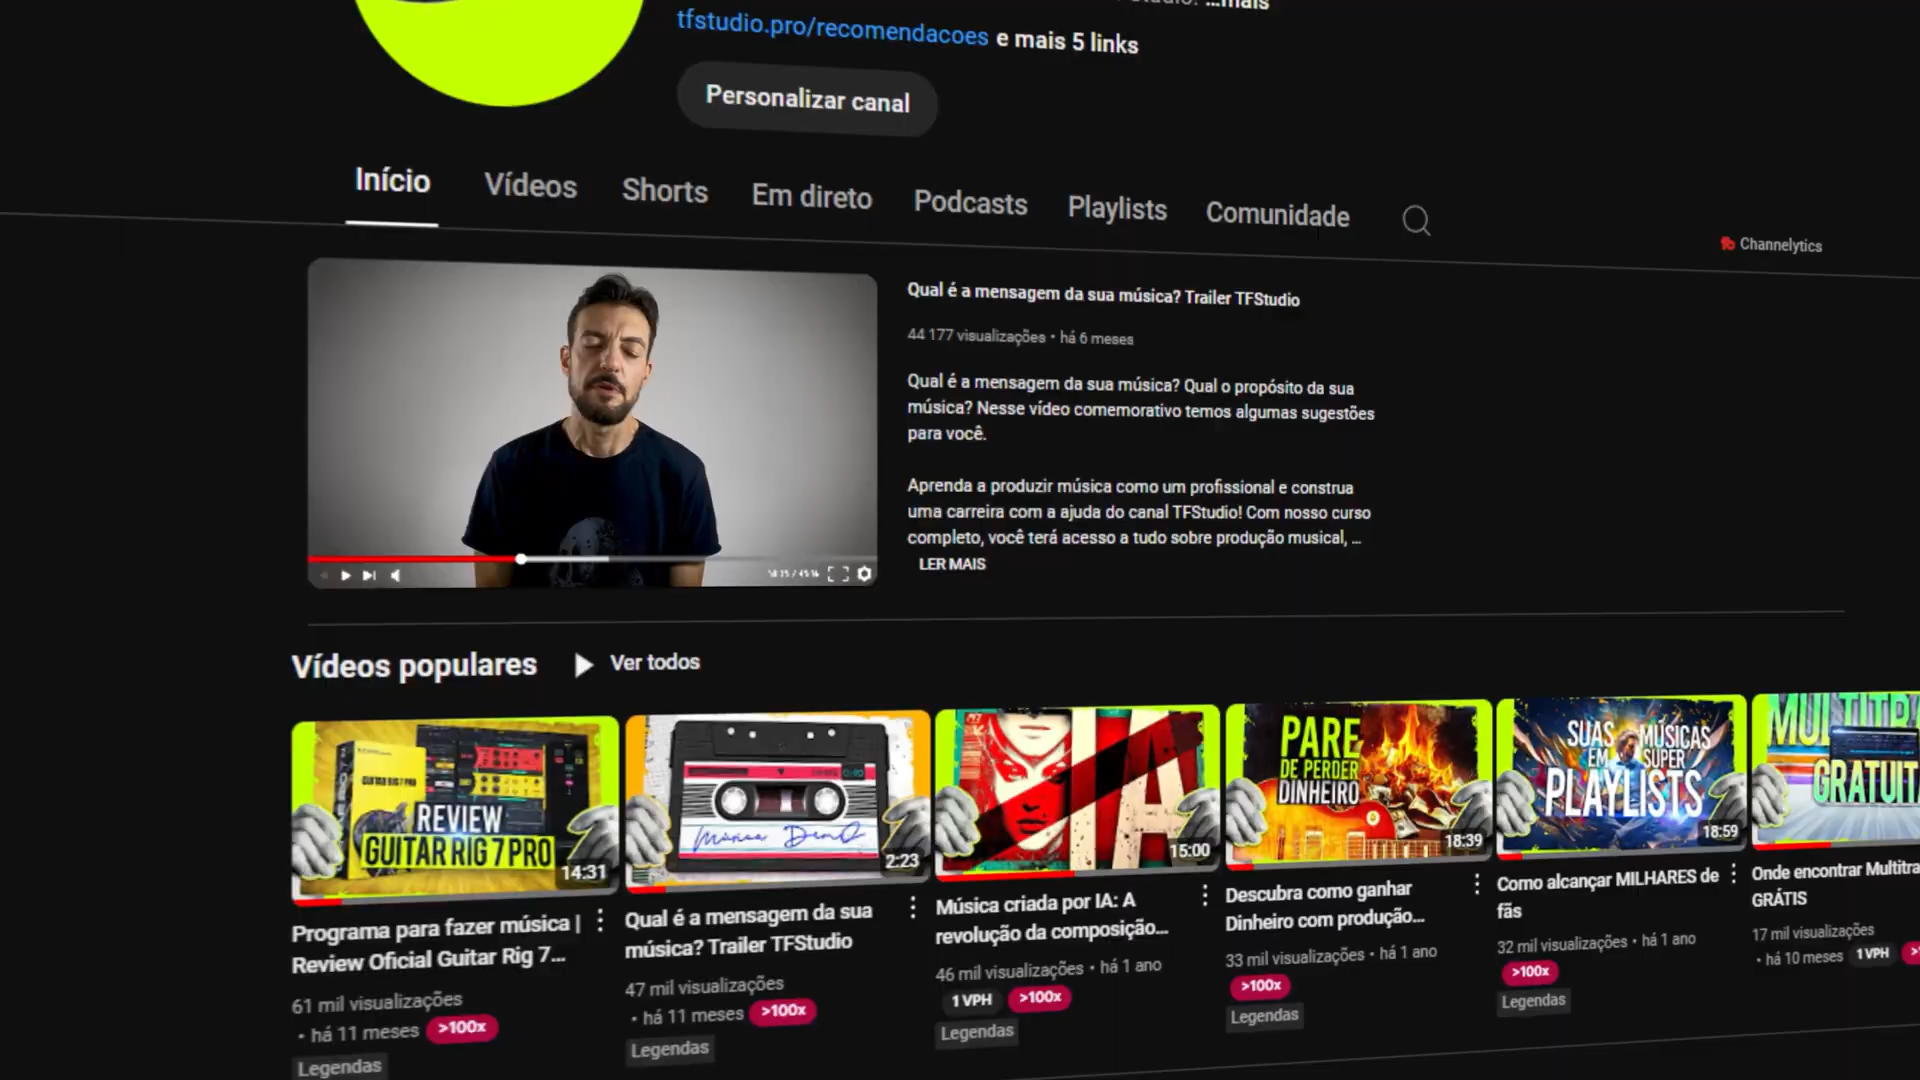 ...mais
tfstudio.pro/recomendacoes e mais 5 links
Personalizar canal
Início Vídeos Shorts Em direto Podcasts Playlists Comunidade
Channelytics
Qual é a mensagem da sua música? Trailer TFStudio
44 177 visualizações • há 6 meses
Qual é a mensagem da sua música? Qual o propósito da sua
música? Nesse vídeo comemorativo temos algumas sugestões
para você.
Aprenda a produzir música como um profissional e construa
uma carreira com a ajuda do canal TFStudio! Com nosso curso
completo, você terá acesso a tudo sobre produção musical, ...
LER MAIS
Vídeos populares Ver todos
GUITAR RIG 7 PRO
REVIEW
GUITAR RIG 7 PRO
14:31
Programa para fazer música |
Review Oficial Guitar Rig 7...
61 mil visualizações
• há 11 meses >100x
Legendas
2:23
Qual é a mensagem da sua
música? Trailer TFStudio
47 mil visualizações
• há 11 meses >100x
Legendas
IA
15:00
Música criada por IA: A
revolução da composição...
46 mil visualizações • há 1 ano
1 VPH >100x
Legendas
PARE
DE PERDER
DINHEIRO
18:39
Descubra como ganhar
Dinheiro com produção...
33 mil visualizações • há 1 ano
>100x
Legendas
SUAS MÚSICAS
EM SUPER
PLAYLISTS
18:59
Como alcançar MILHARES de
fãs
32 mil visualizações • há 1 ano
>100x
Legendas
MULTITR
GRATUIT
Onde encontrar Multitra
GRÁTIS
17 mil visualizações
• há 10 meses 1 VPH